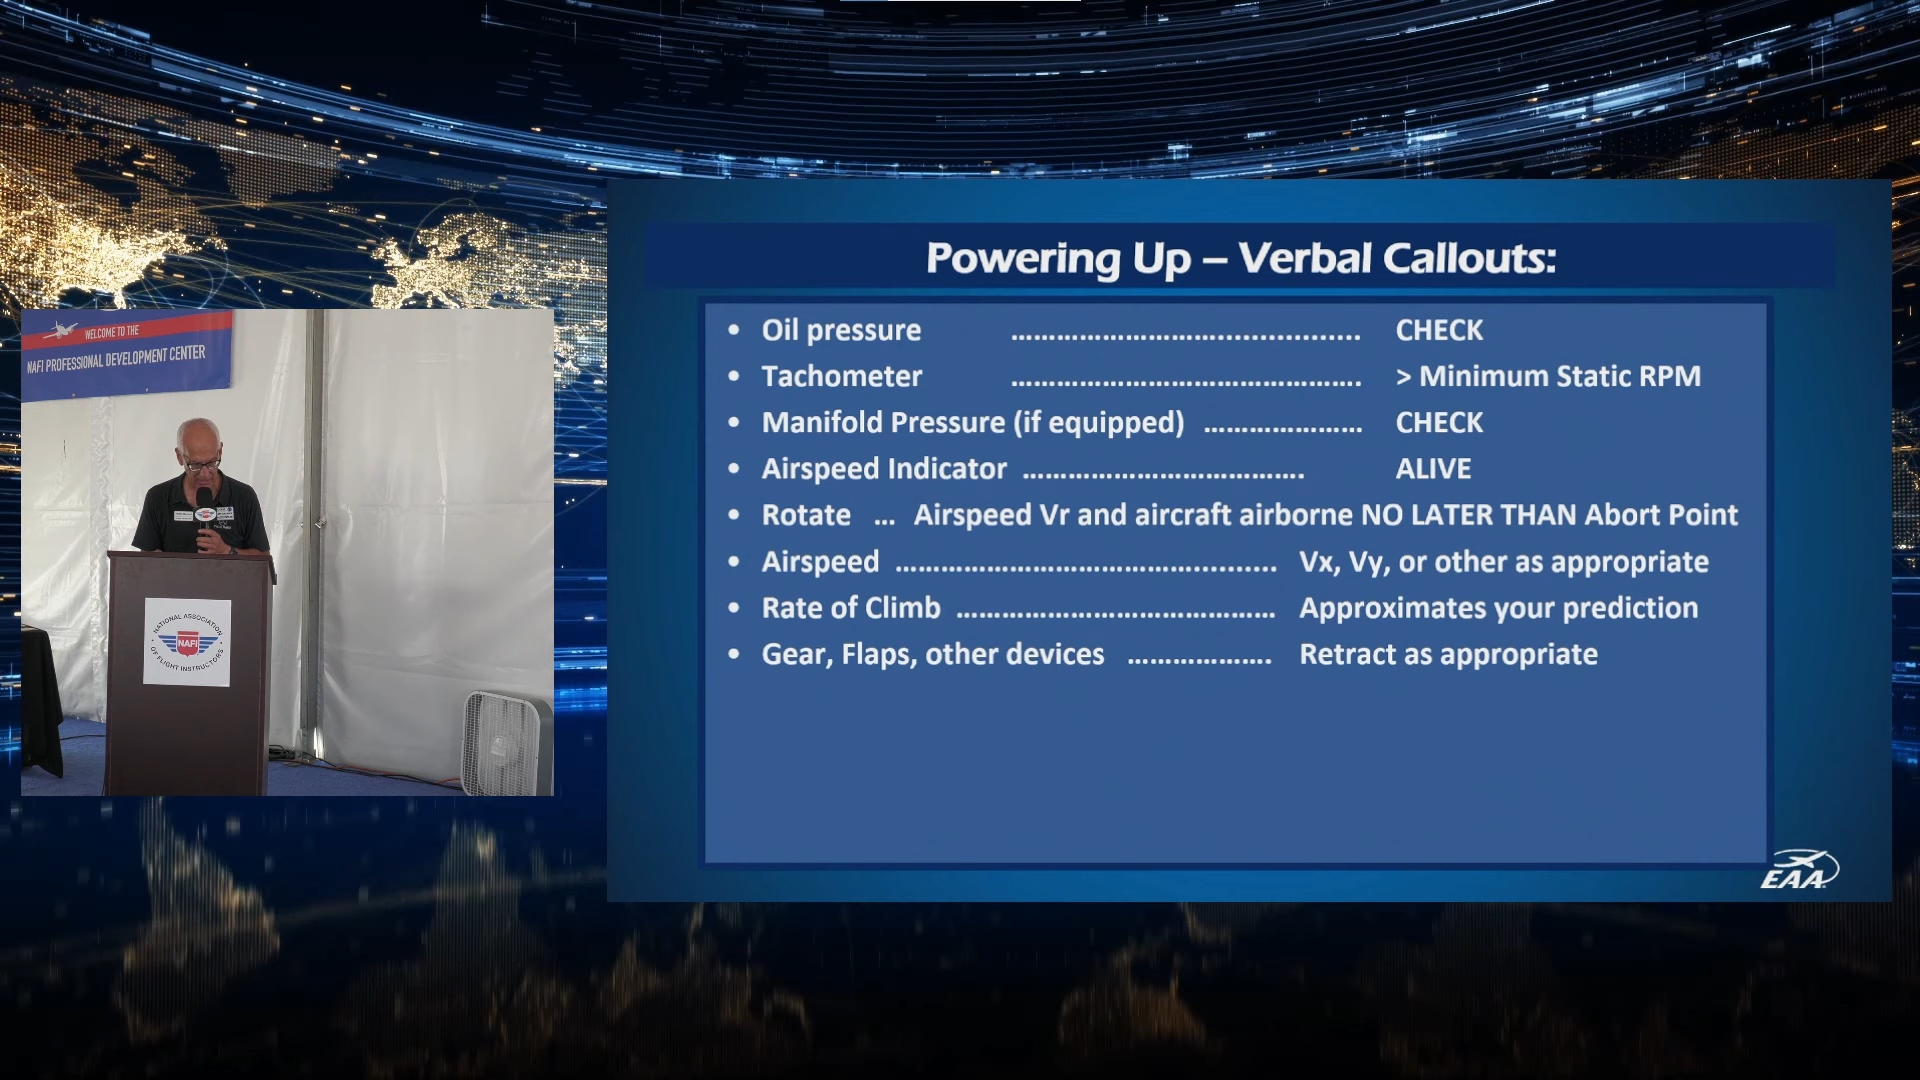 WELCOME TO THE
NAFI PROFESSIONAL DEVELOPMENT CENTER
NATIONAL ASSOCIATION
NAFI
OF FLIGHT INSTRUCTORS
Powering Up – Verbal Callouts:
• Oil pressure ................................................ CHECK
• Tachometer ................................................ > Minimum Static RPM
• Manifold Pressure (if equipped) ..................... CHECK
• Airspeed Indicator ..................................... ALIVE
• Rotate ... Airspeed Vr and aircraft airborne NO LATER THAN Abort Point
• Airspeed ................................................ Vx, Vy, or other as appropriate
• Rate of Climb ......................................... Approximates your prediction
• Gear, Flaps, other devices ................... Retract as appropriate
EAA